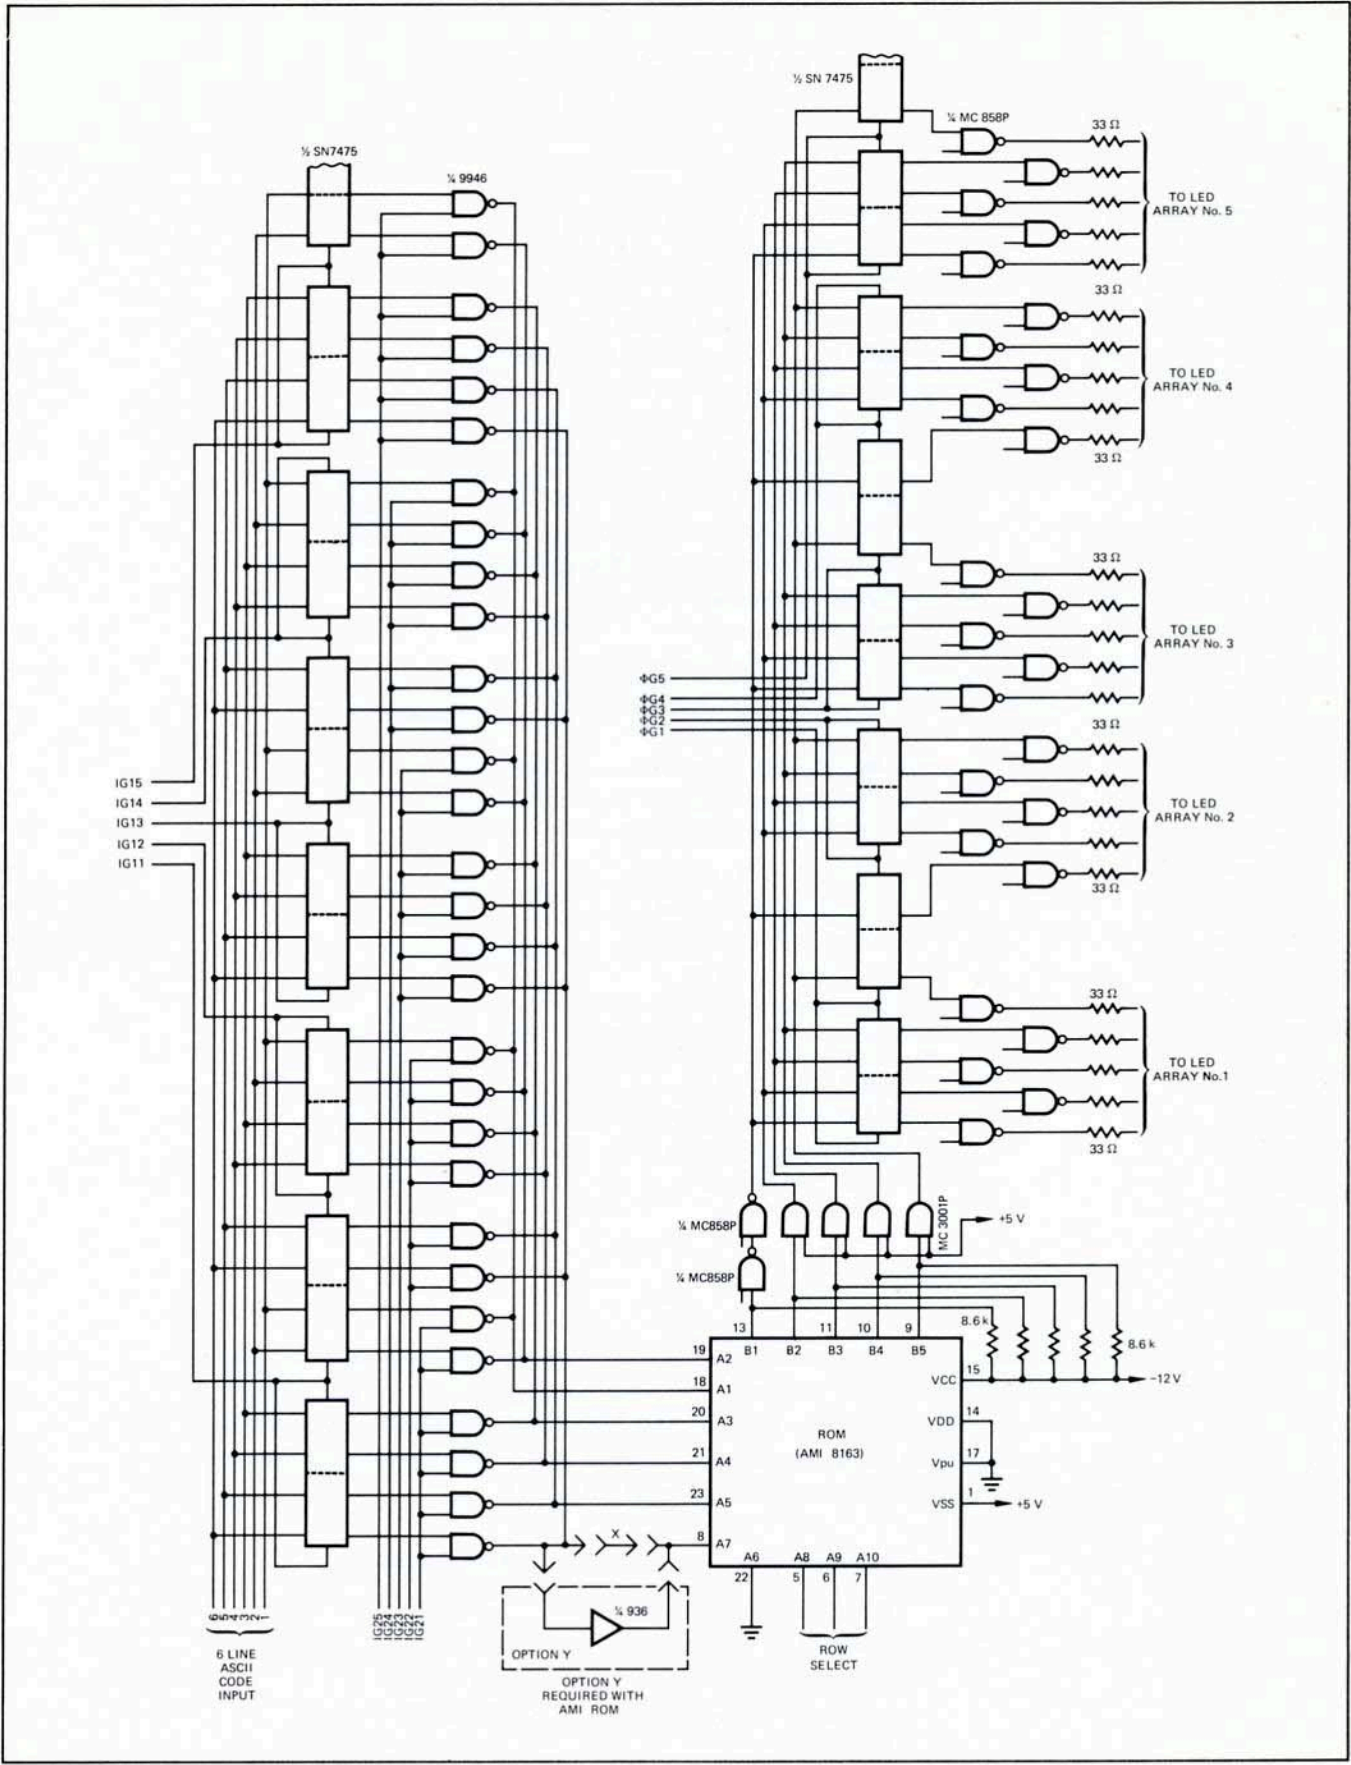 ½ SN 7475
¼ MC 858P
33 Ω
TO LED
ARRAY No. 5
33 Ω
½ SN7475
¼ 9946
TO LED
ARRAY No. 4
33 Ω
33 Ω
TO LED
ARRAY No. 3
ΦG5
ΦG4
ΦG3
ΦG2
ΦG1
33 Ω
TO LED
ARRAY No. 2
33 Ω
IG15
IG14
IG13
IG12
IG11
33 Ω
TO LED
ARRAY No.1
33 Ω
¼ MC858P
MC 3001P
+5 V
¼ MC858P
8.6 k
8.6 k
13 11 10 9
B1 B2 B3 B4 B5
19 A2
18 A1
20 A3
21 A4
23 A5
8 A7
VCC 15
−12 V
VDD 14
Vpu 17
VSS 1
+5 V
ROM
(AMI 8163)
X
A6 A8 A9 A10
22 5 6 7
ROW
SELECT
6 5 4 3 2 1
6 LINE
ASCII
CODE
INPUT
IG25
IG24
IG23
IG22
IG21
¼ 936
OPTION Y
OPTION Y
REQUIRED WITH
AMI ROM